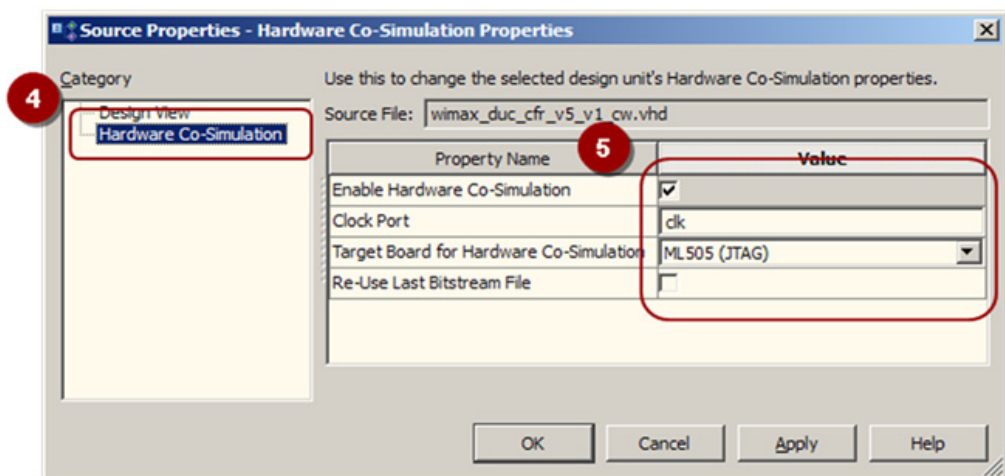 Source Properties - Hardware Co-Simulation Properties
Category
4
Design View
Hardware Co-Simulation
Use this to change the selected design unit's Hardware Co-Simulation properties.
Source File: wimax_duc_cfr_v5_v1_cw.vhd
5
Property Name Value
Enable Hardware Co-Simulation
Clock Port clk
Target Board for Hardware Co-Simulation ML505 (JTAG)
Re-Use Last Bitstream File
OK Cancel Apply Help